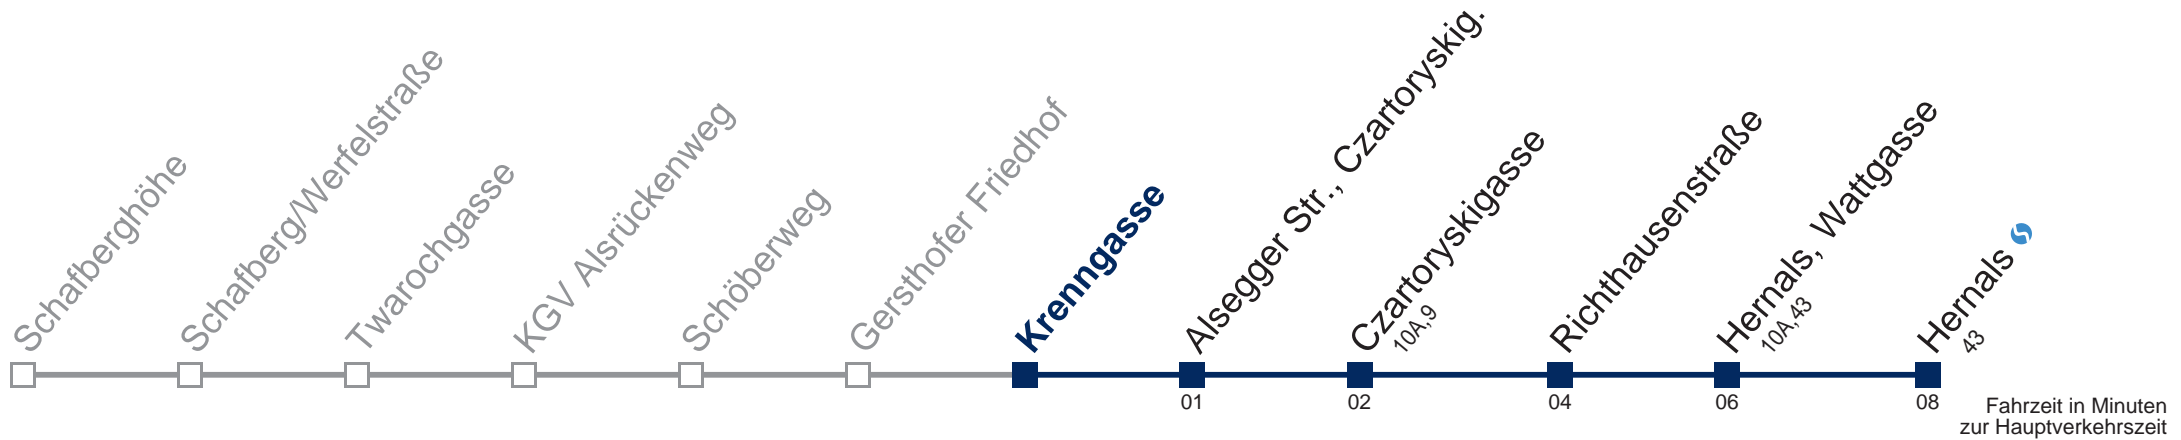 Schafberghöhe
Schafberg/Werfelstraße
Twarochgasse
KGV Alsrückenweg
Schöberweg
Gersthofer Friedhof
Krenngasse
Alsegger Str., Czartoryskig.
Czartoryskigasse
10A,9
Richthausenstraße
Hernals, Wattgasse
10A,43
Hernals
43
01
02
04
06
08
Fahrzeit in Minuten
zur Hauptverkehrszeit